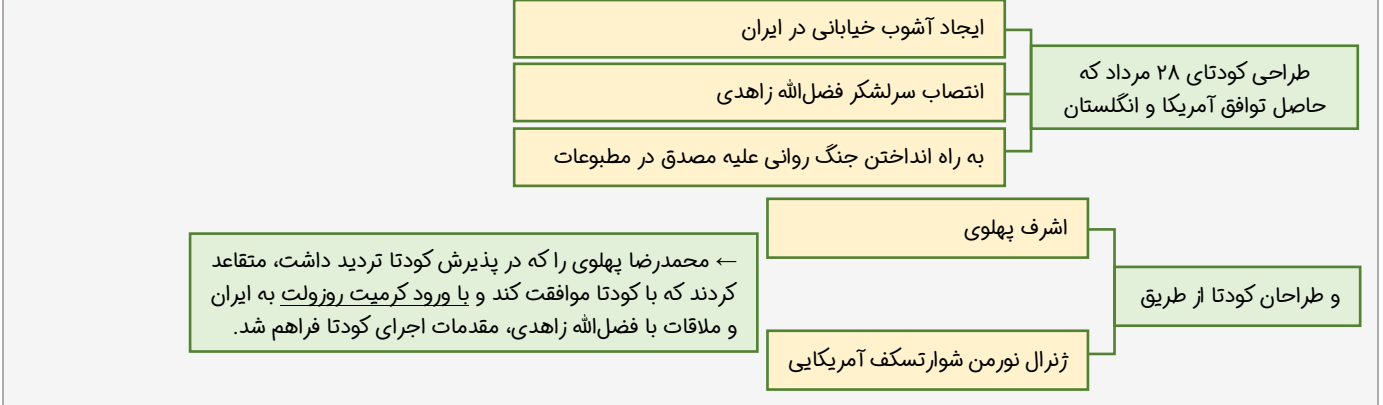 طراحی کودتای ۲۸ مرداد که
حاصل توافق آمریکا و انگلستان
ایجاد آشوب خیابانی در ایران
انتصاب سرلشکر فضل‌الله زاهدی
به راه انداختن جنگ روانی علیه مصدق در مطبوعات
و طراحان کودتا از طریق
اشرف پهلوی
ژنرال نورمن شوارتسکف آمریکایی
← محمدرضا پهلوی را که در پذیرش کودتا تردید داشت، متقاعد
کردند که با کودتا موافقت کند و با ورود کرمیت روزولت به ایران
و ملاقات با فضل‌الله زاهدی، مقدمات اجرای کودتا فراهم شد.